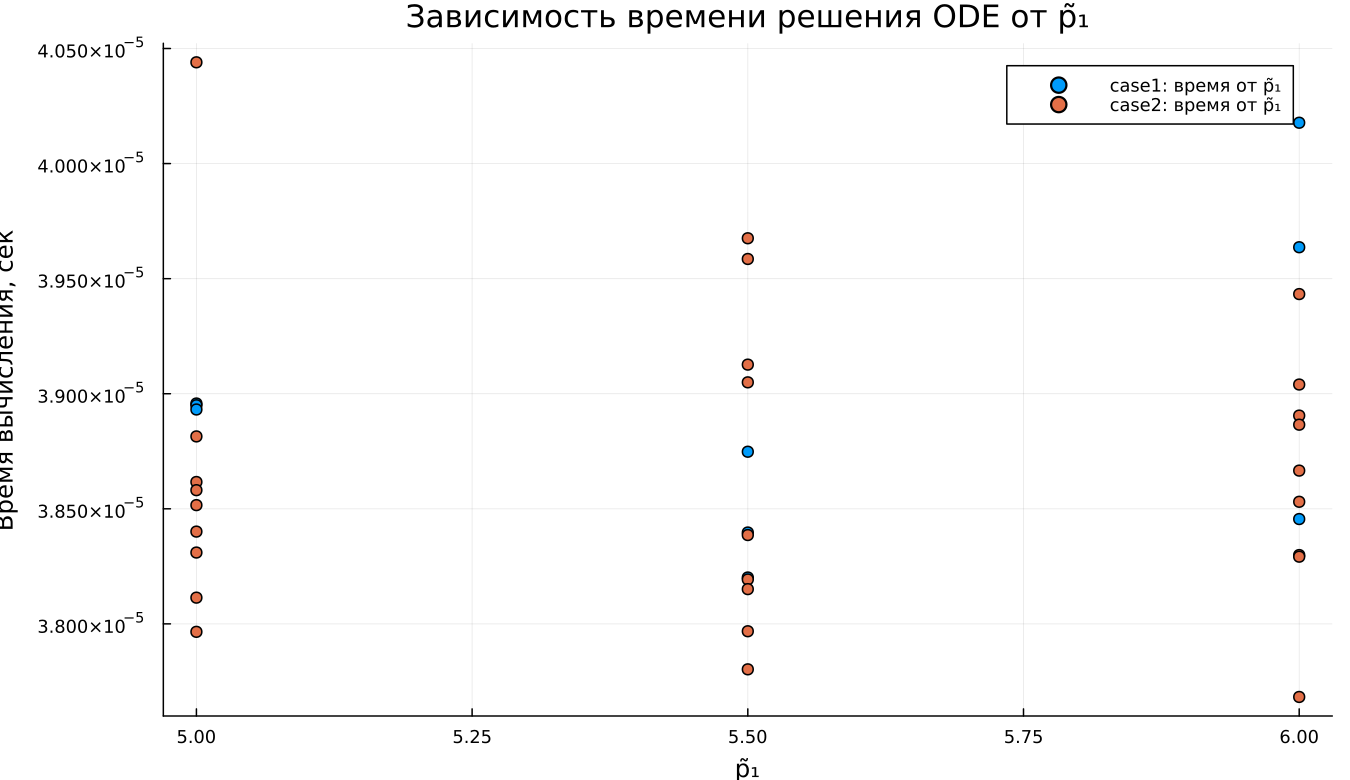 Зависимость времени решения ODE от p̃₁
4.050×10⁻⁵
4.000×10⁻⁵
3.950×10⁻⁵
3.900×10⁻⁵
3.850×10⁻⁵
3.800×10⁻⁵
Время вычисления, сек
case1: время от p̃₁
case2: время от p̃₁
5.00
5.25
5.50
5.75
6.00
p̃₁